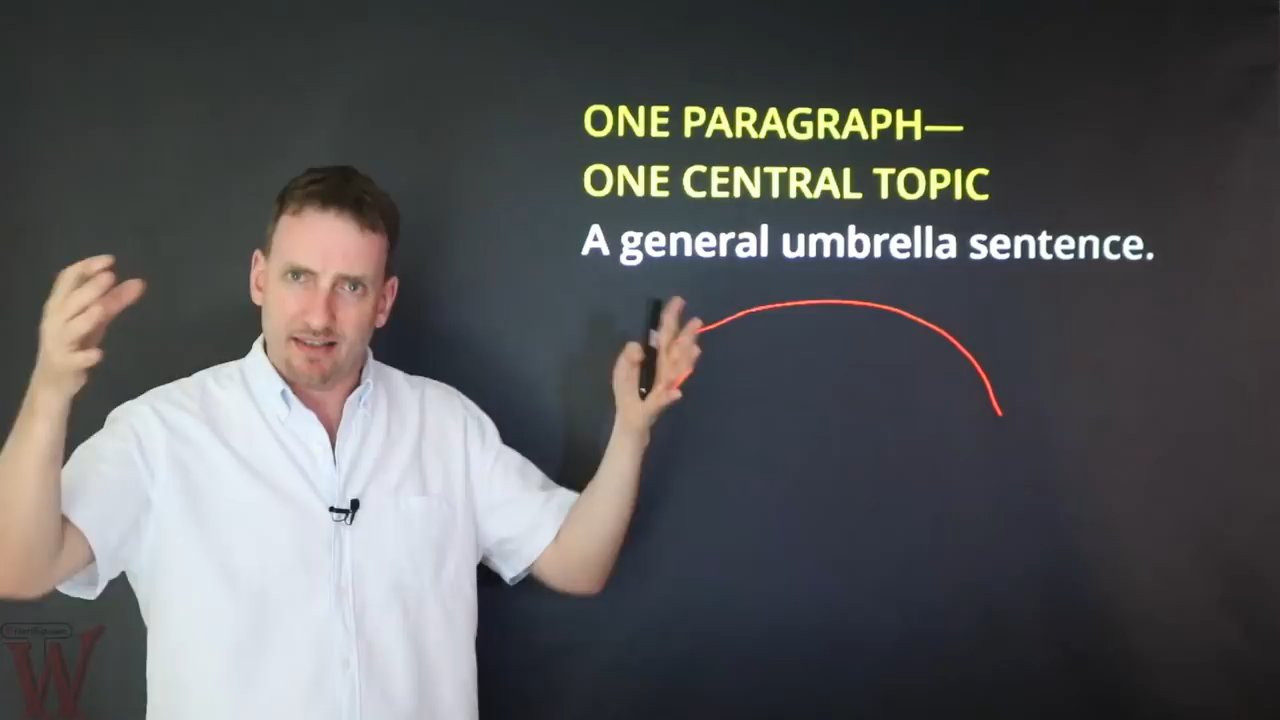 ONE PARAGRAPH—
ONE CENTRAL TOPIC
A general umbrella sentence.
W